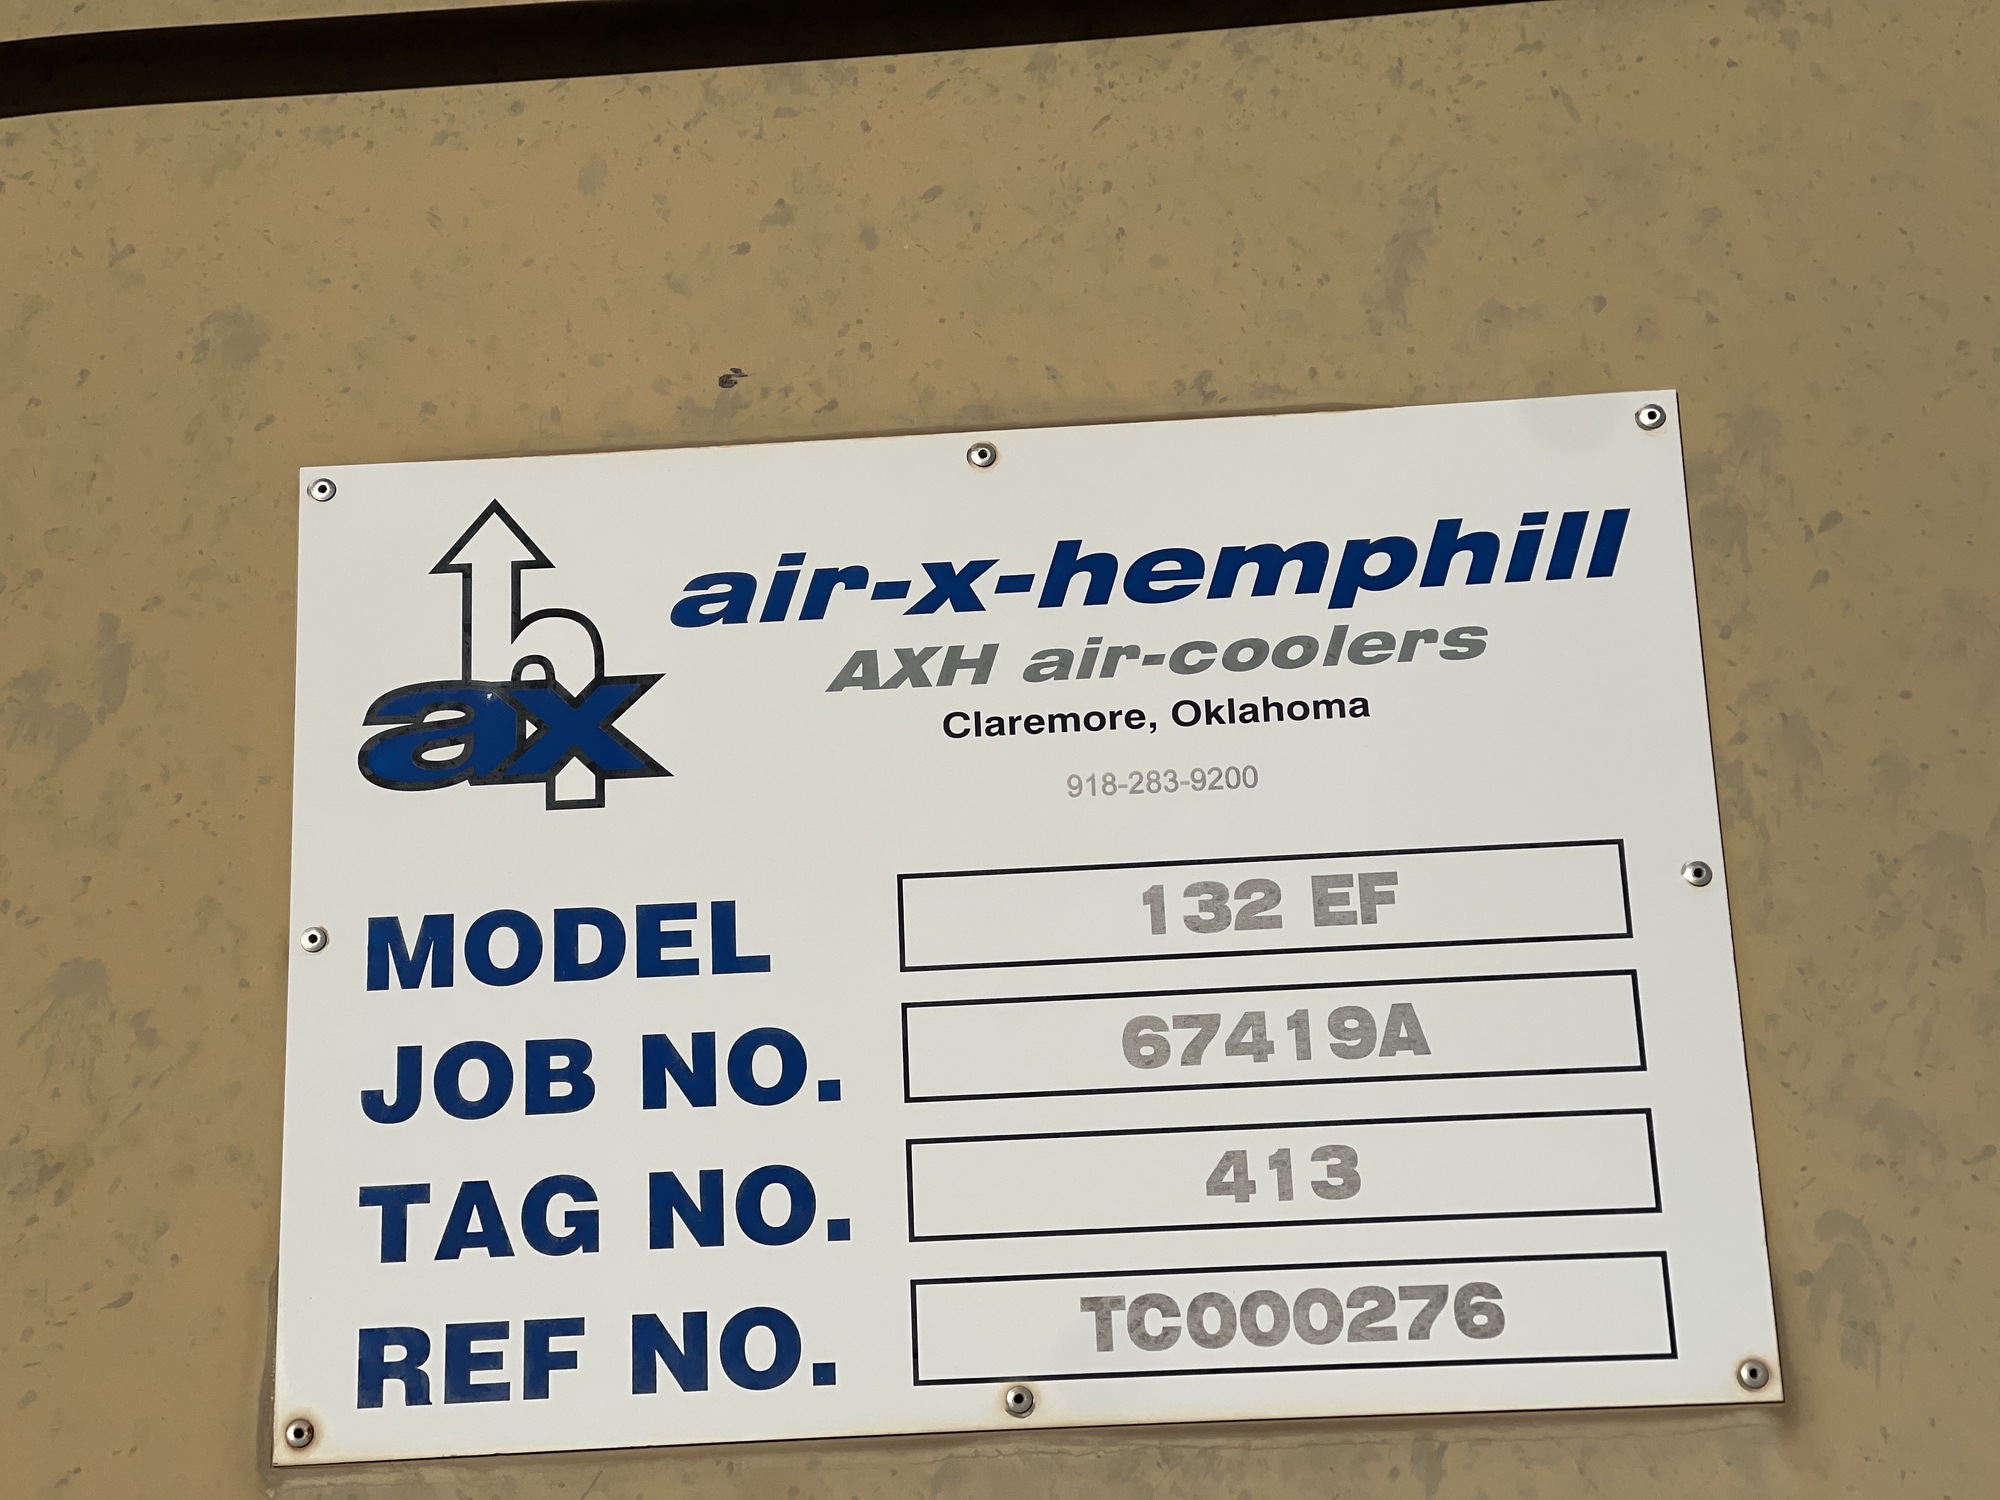 ax
h
air-x-hemphill
AXH air-coolers
Claremore, Oklahoma
918-283-9200
MODEL 132 EF
JOB NO. 67419A
TAG NO. 413
REF NO. TC000276